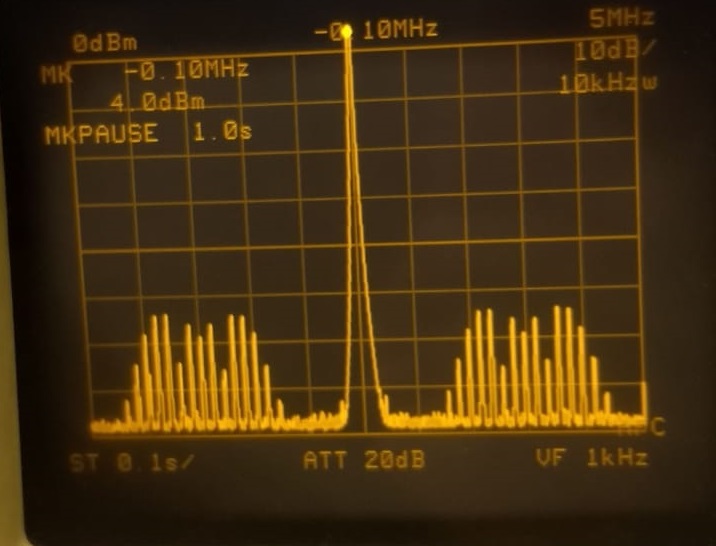 0dBm -0.10MHz 5MHz
MK -0.10MHz 10dB/
4.0dBm 10kHzw
MKPAUSE 1.0s
ST 0.1s/ ATT 20dB VF 1kHz